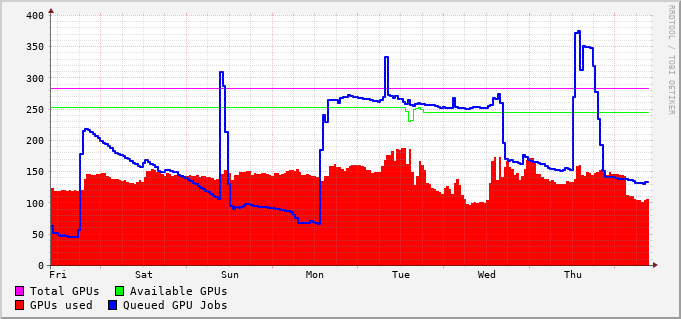 400
350
300
250
200
150
100
50
0
Fri Sat Sun Mon Tue Wed Thu
Total GPUs Available GPUs
GPUs used Queued GPU Jobs
RRDTOOL / TOBI OETIKER